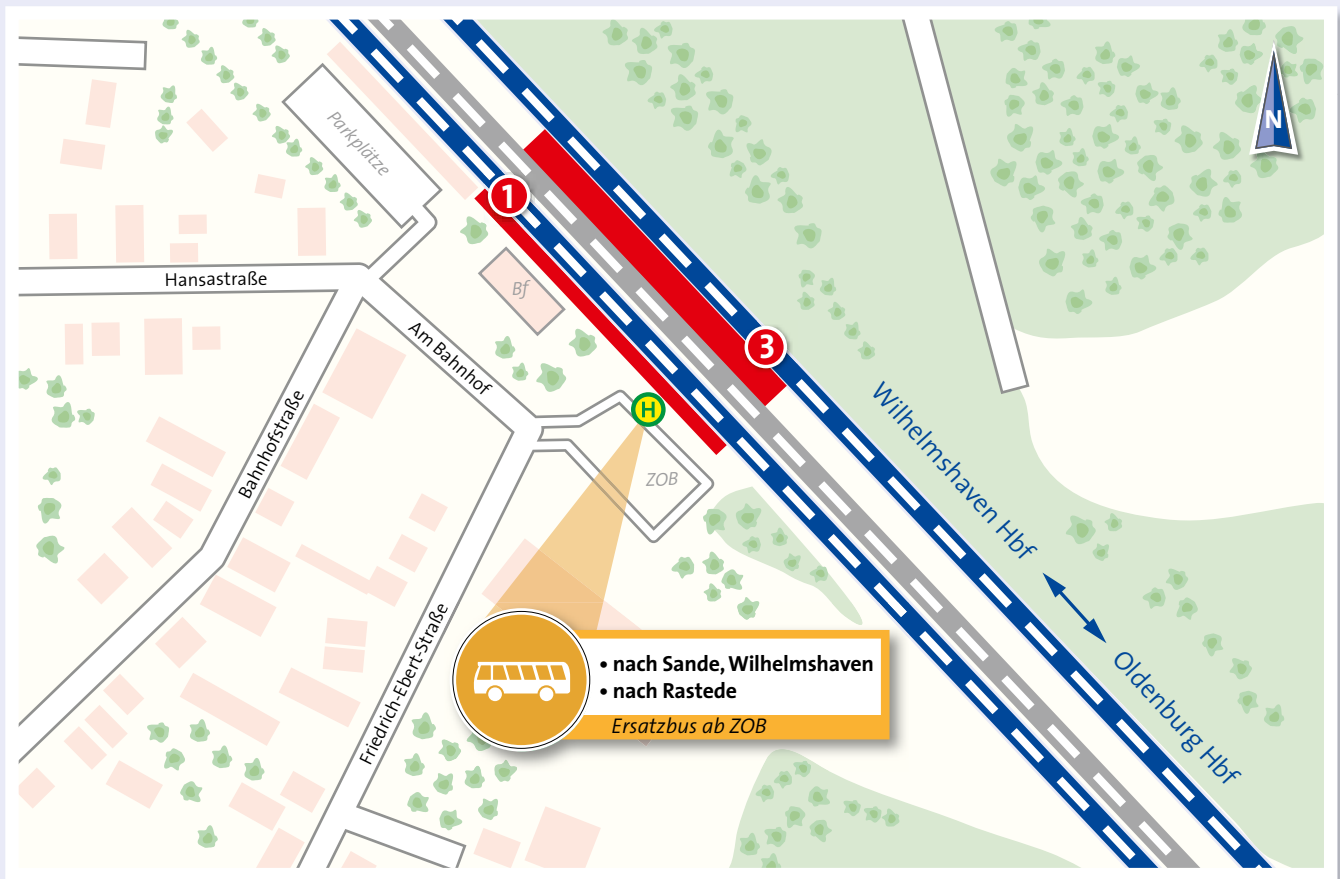 N
Parkplätze
1
Hansastraße
Bf
Am Bahnhof
3
Bahnhofstraße
H
ZOB
Wilhelmshaven Hbf
Oldenburg Hbf
Friedrich-Ebert-Straße
• nach Sande, Wilhelmshaven
• nach Rastede
Ersatzbus ab ZOB